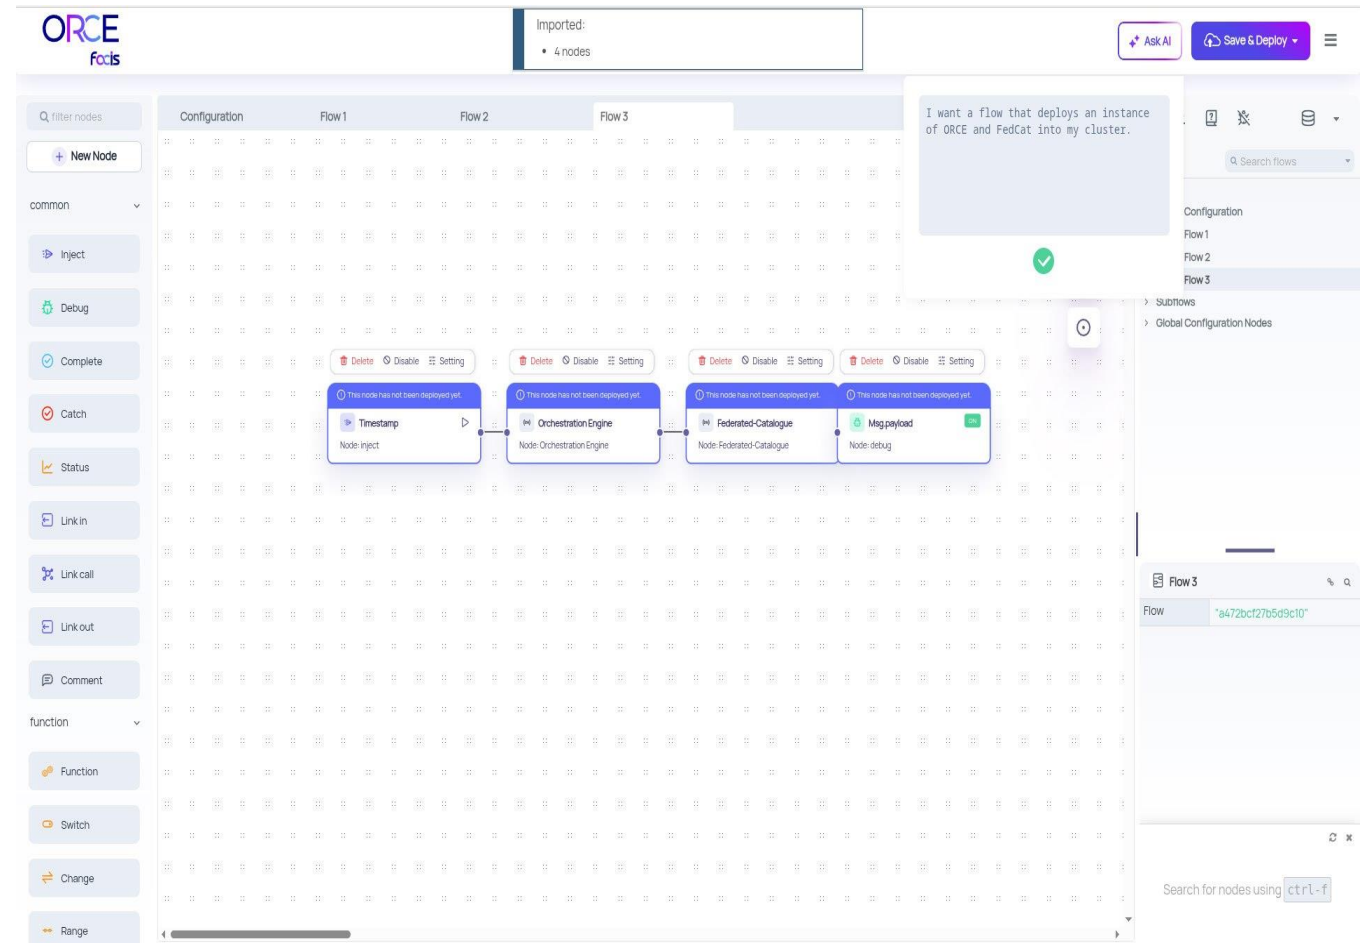 ORCE
facis
Imported:
• 4 nodes
Ask AI
Save & Deploy
filter nodes
New Node
common
Inject
Debug
Complete
Catch
Status
Link in
Link call
Link out
Comment
function
Function
Switch
Change
Range
Configuration
Flow 1
Flow 2
Flow 3
I want a flow that deploys an instance
of ORCE and FedCat into my cluster.
Delete Disable Setting
This node has not been deployed yet.
Timestamp
Node: inject
Delete Disable Setting
This node has not been deployed yet.
Orchestration Engine
Node: Orchestration Engine
Delete Disable Setting
This node has not been deployed yet.
Federated-Catalogue
Node: Federated-Catalogue
Delete Disable Setting
This node has not been deployed yet.
Msg.payload
ON
Node: debug
Search flows
Configuration
Flow 1
Flow 2
Flow 3
Subflows
Global Configuration Nodes
Flow 3
Flow "a472bcf27b5d9c10"
Search for nodes using ctrl-f